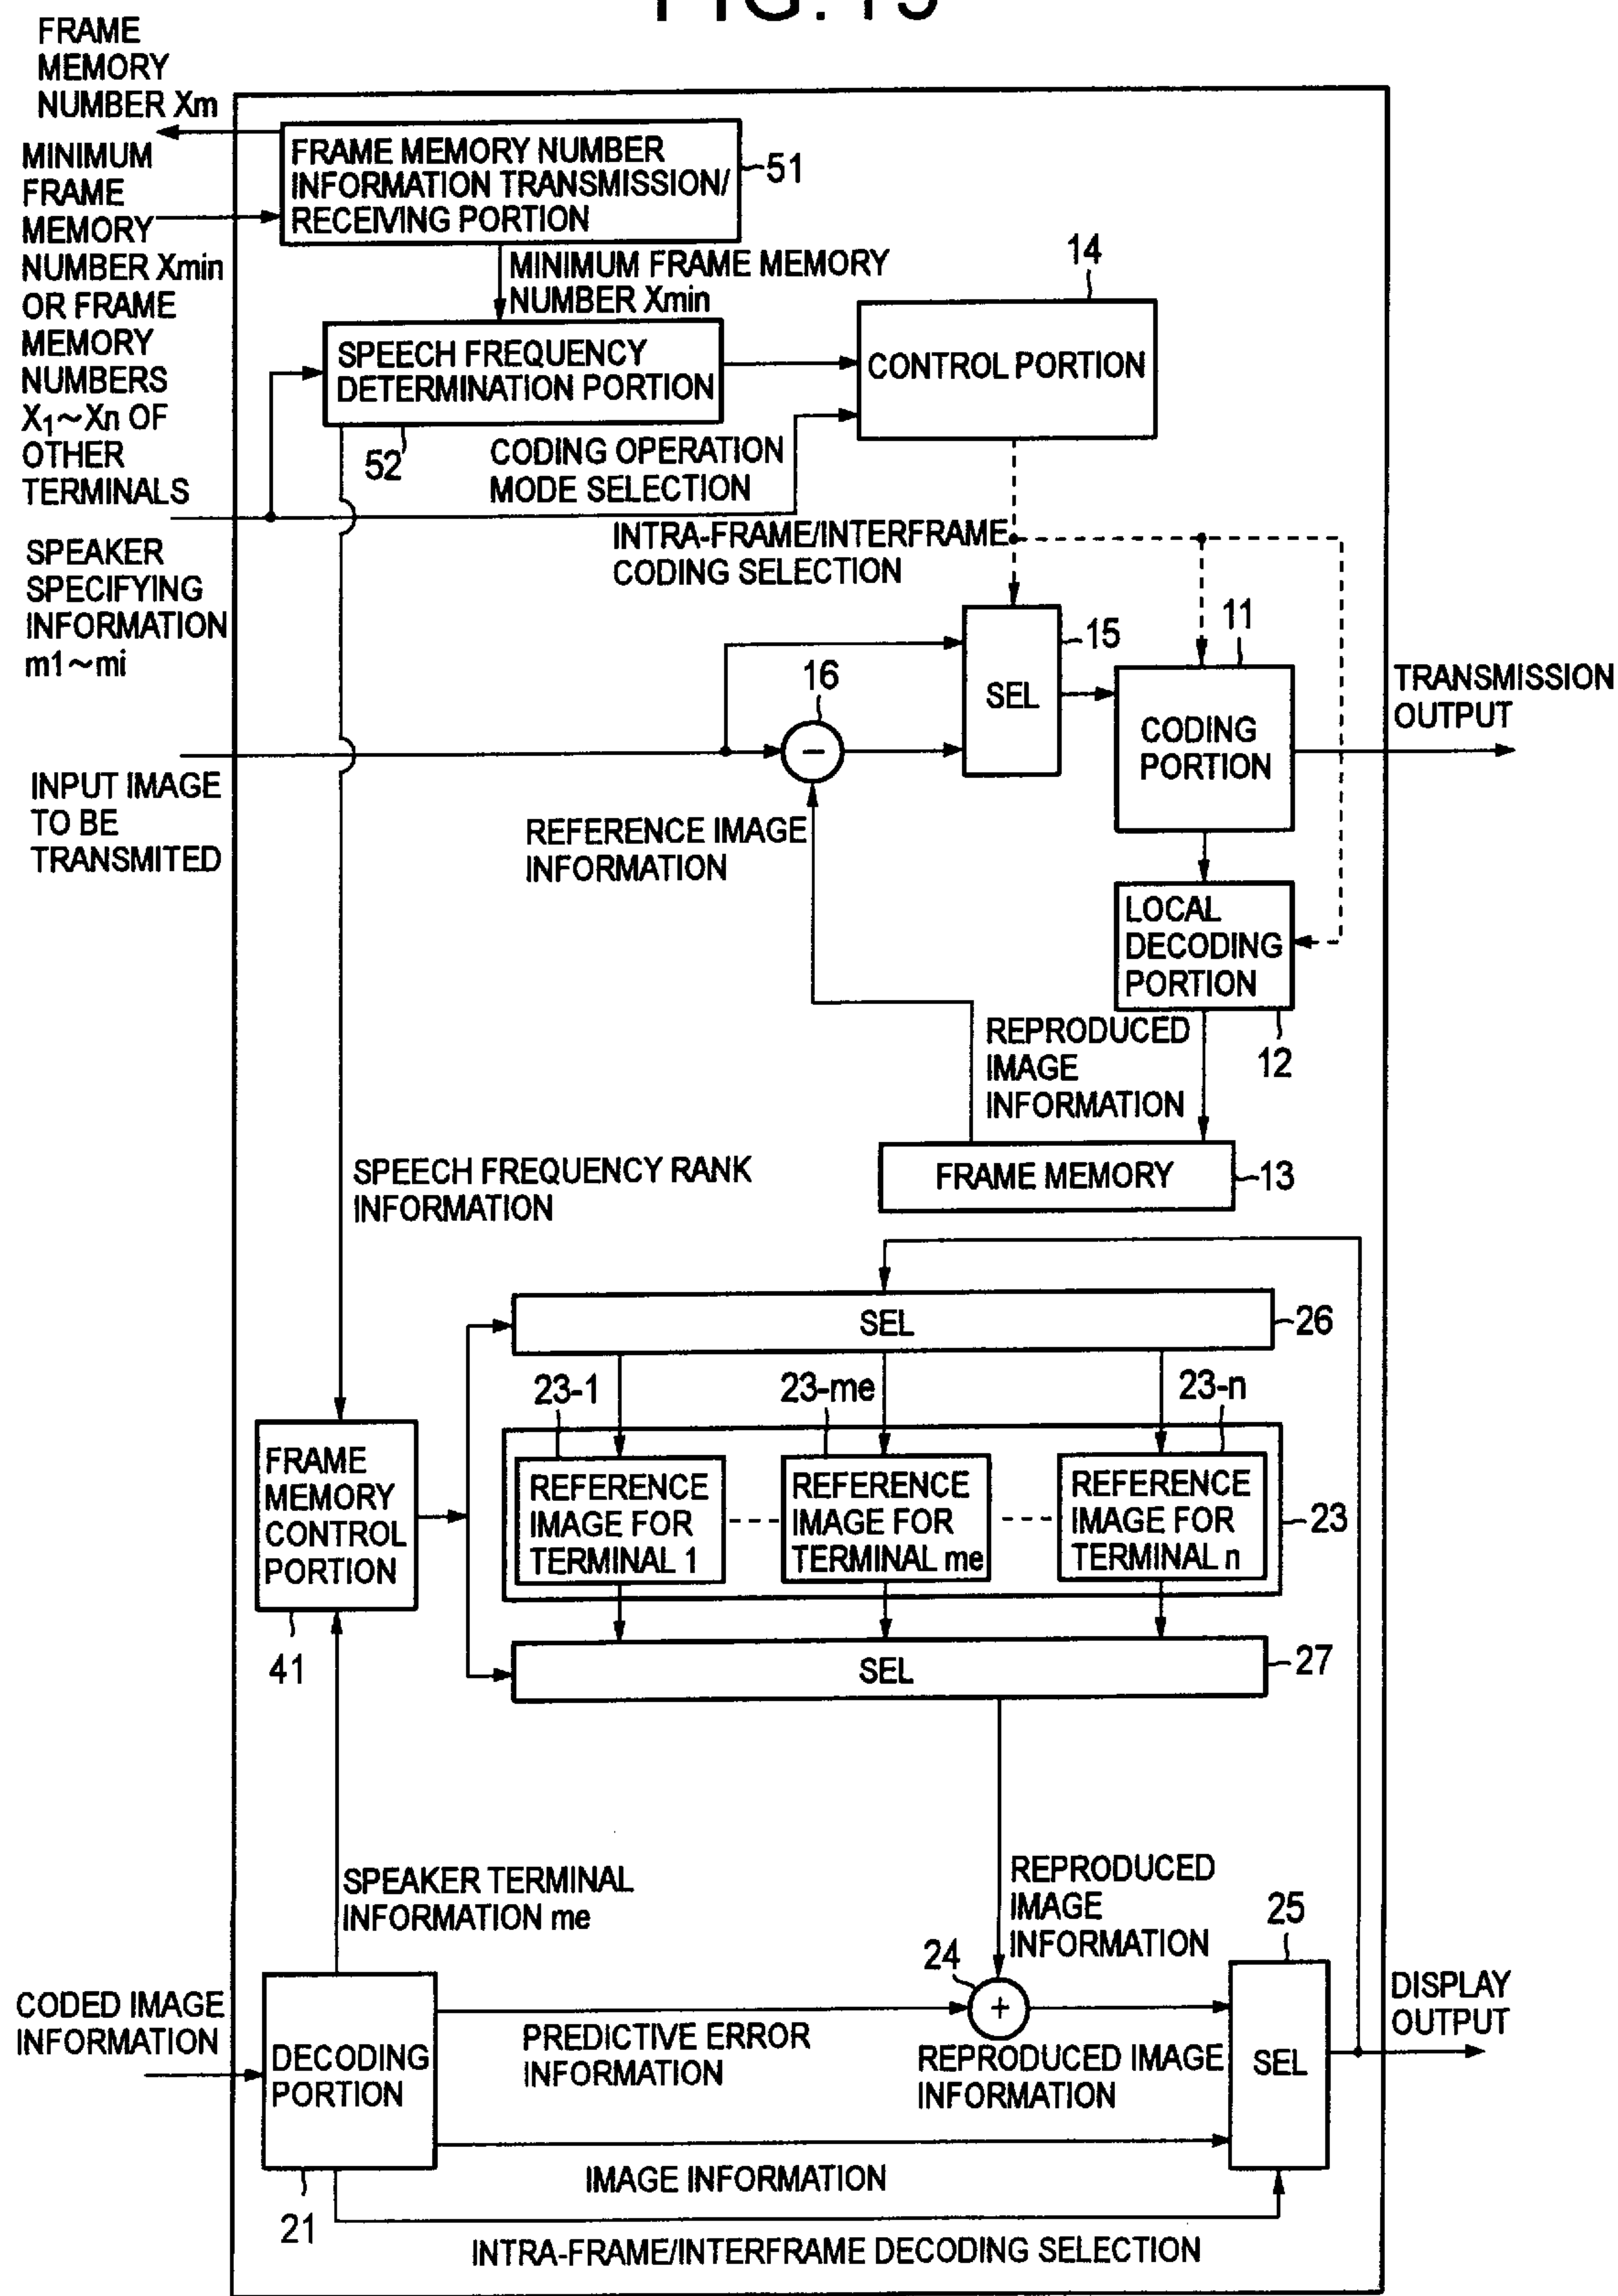 FIG.
FRAME
MEMORY
NUMBER Xm
MINIMUM
FRAME
MEMORY
NUMBER Xmin
OR FRAME
MEMORY
NUMBERS
X1~Xn OF
OTHER
TERMINALS
FRAME MEMORY NUMBER
INFORMATION TRANSMISSION/
RECEIVING PORTION
51
MINIMUM FRAME MEMORY
NUMBER Xmin
SPEECH FREQUENCY
DETERMINATION PORTION
52
14
CONTROL PORTION
CODING OPERATION
MODE SELECTION
SPEAKER
SPECIFYING
INFORMATION
m1~mi
INTRA-FRAME/INTERFRAME
CODING SELECTION
15
SEL
11
CODING
PORTION
TRANSMISSION
OUTPUT
16
−
INPUT IMAGE
TO BE
TRANSMITED
REFERENCE IMAGE
INFORMATION
LOCAL
DECODING
PORTION
12
REPRODUCED
IMAGE
INFORMATION
FRAME MEMORY
13
SPEECH FREQUENCY RANK
INFORMATION
SEL
26
23-1
23-me
23-n
FRAME
MEMORY
CONTROL
PORTION
41
REFERENCE
IMAGE FOR
TERMINAL 1
REFERENCE
IMAGE FOR
TERMINAL me
REFERENCE
IMAGE FOR
TERMINAL n
23
SEL
27
SPEAKER TERMINAL
INFORMATION me
REPRODUCED
IMAGE
INFORMATION
24
+
25
SEL
CODED IMAGE
INFORMATION
DECODING
PORTION
21
PREDICTIVE ERROR
INFORMATION
REPRODUCED IMAGE
INFORMATION
DISPLAY
OUTPUT
IMAGE INFORMATION
INTRA-FRAME/INTERFRAME DECODING SELECTION